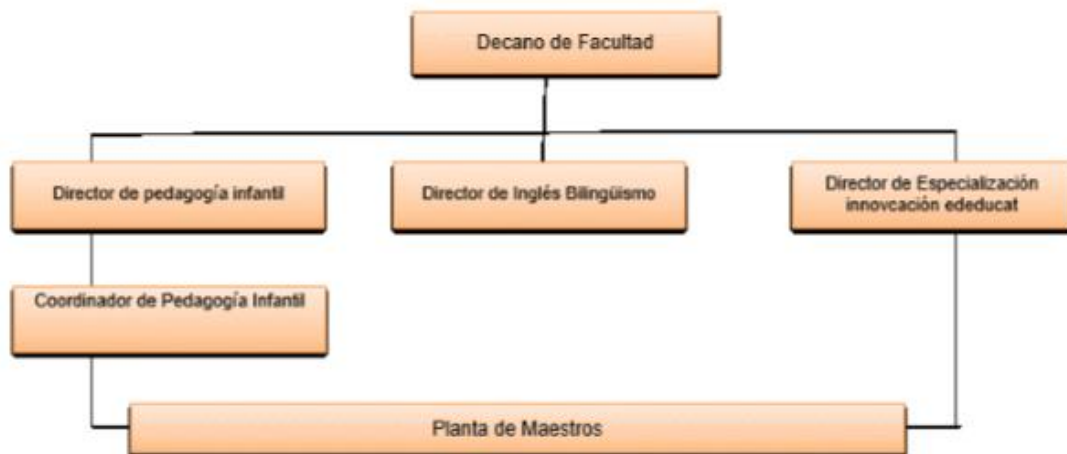 Decano de Facultad
Director de pedagogía infantil
Director de Inglés Bilingüismo
Director de Especialización
innovcación ededucat
Coordinador de Pedagogía Infantil
Planta de Maestros